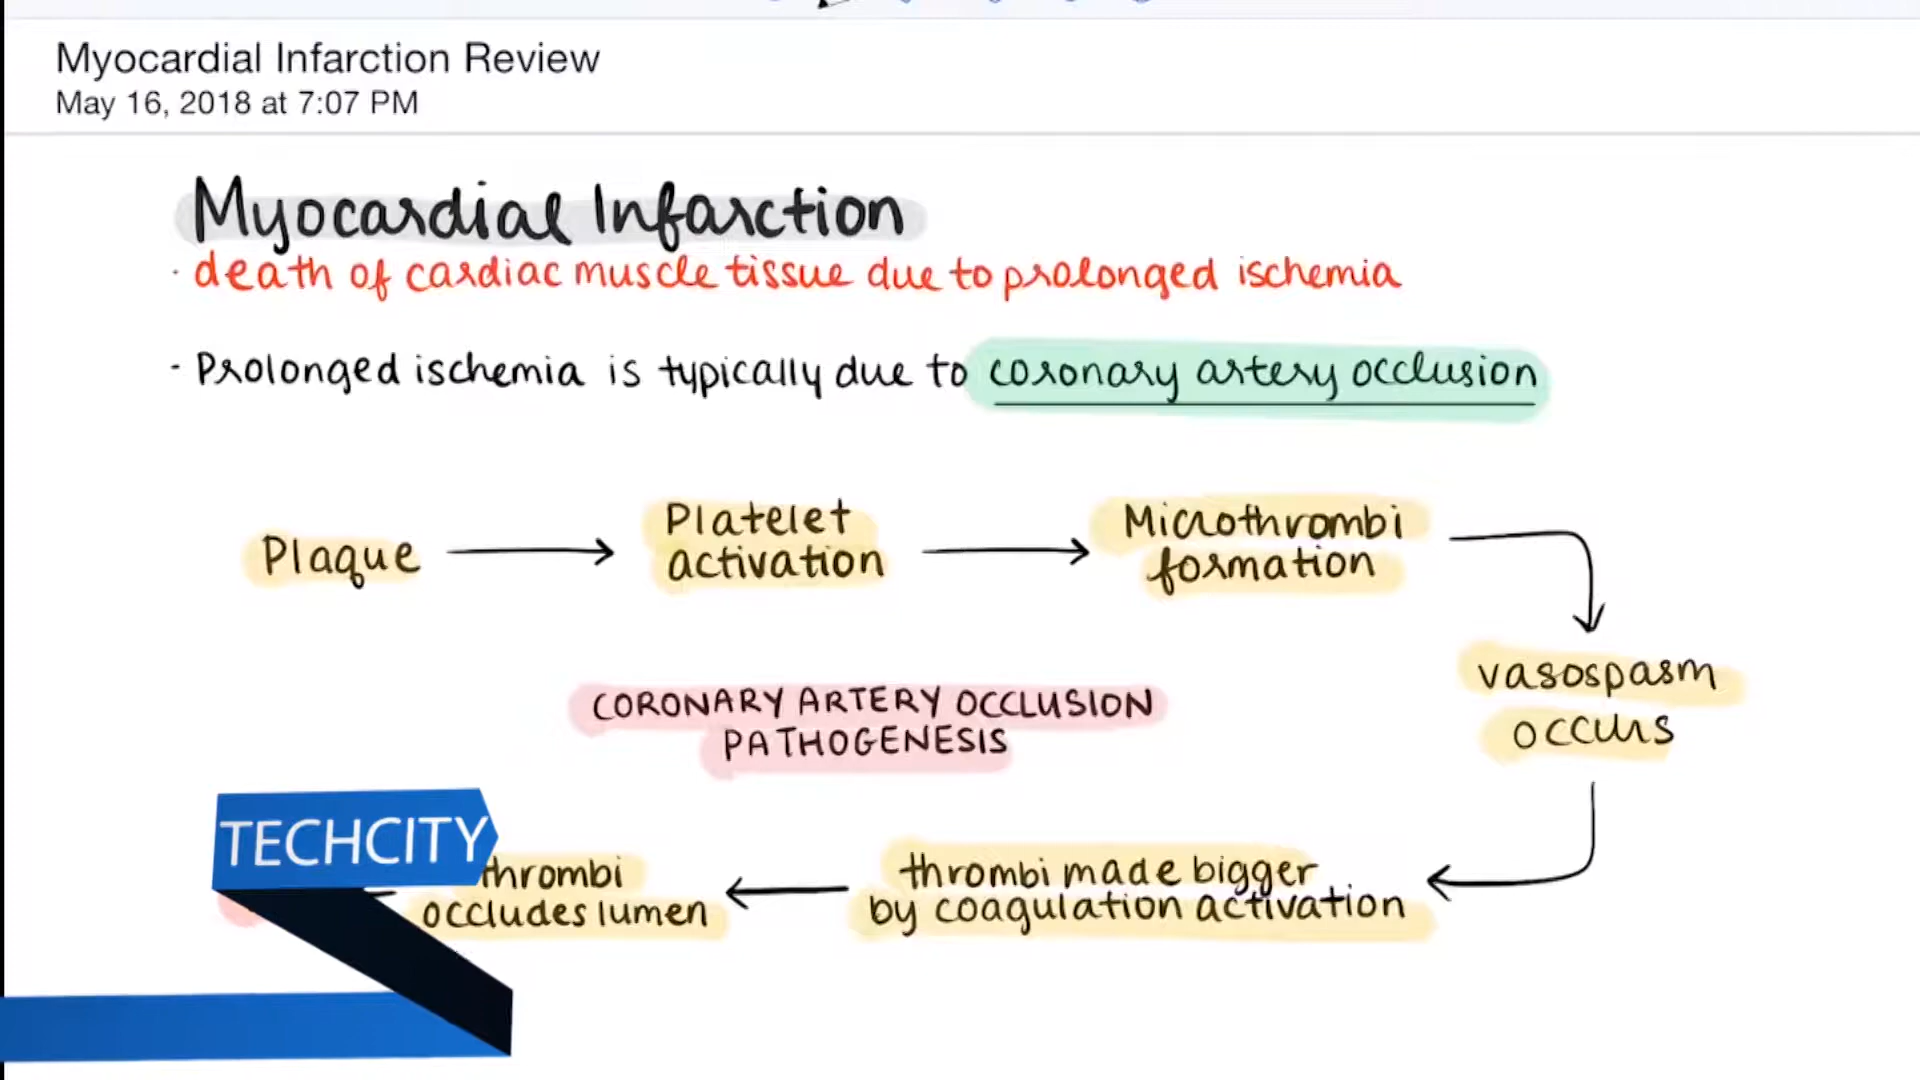 Myocardial Infarction Review
May 16, 2018 at 7:07 PM
Myocardial Infarction
· death of cardiac muscle tissue due to prolonged ischemia
- Prolonged ischemia is typically due to coronary artery occlusion
Plaque
Platelet
activation
Microthrombi
formation
vasospasm
occurs
CORONARY ARTERY OCCLUSION
PATHOGENESIS
thrombi made bigger
by coagulation activation
thrombi
occludes lumen
TECHCITY